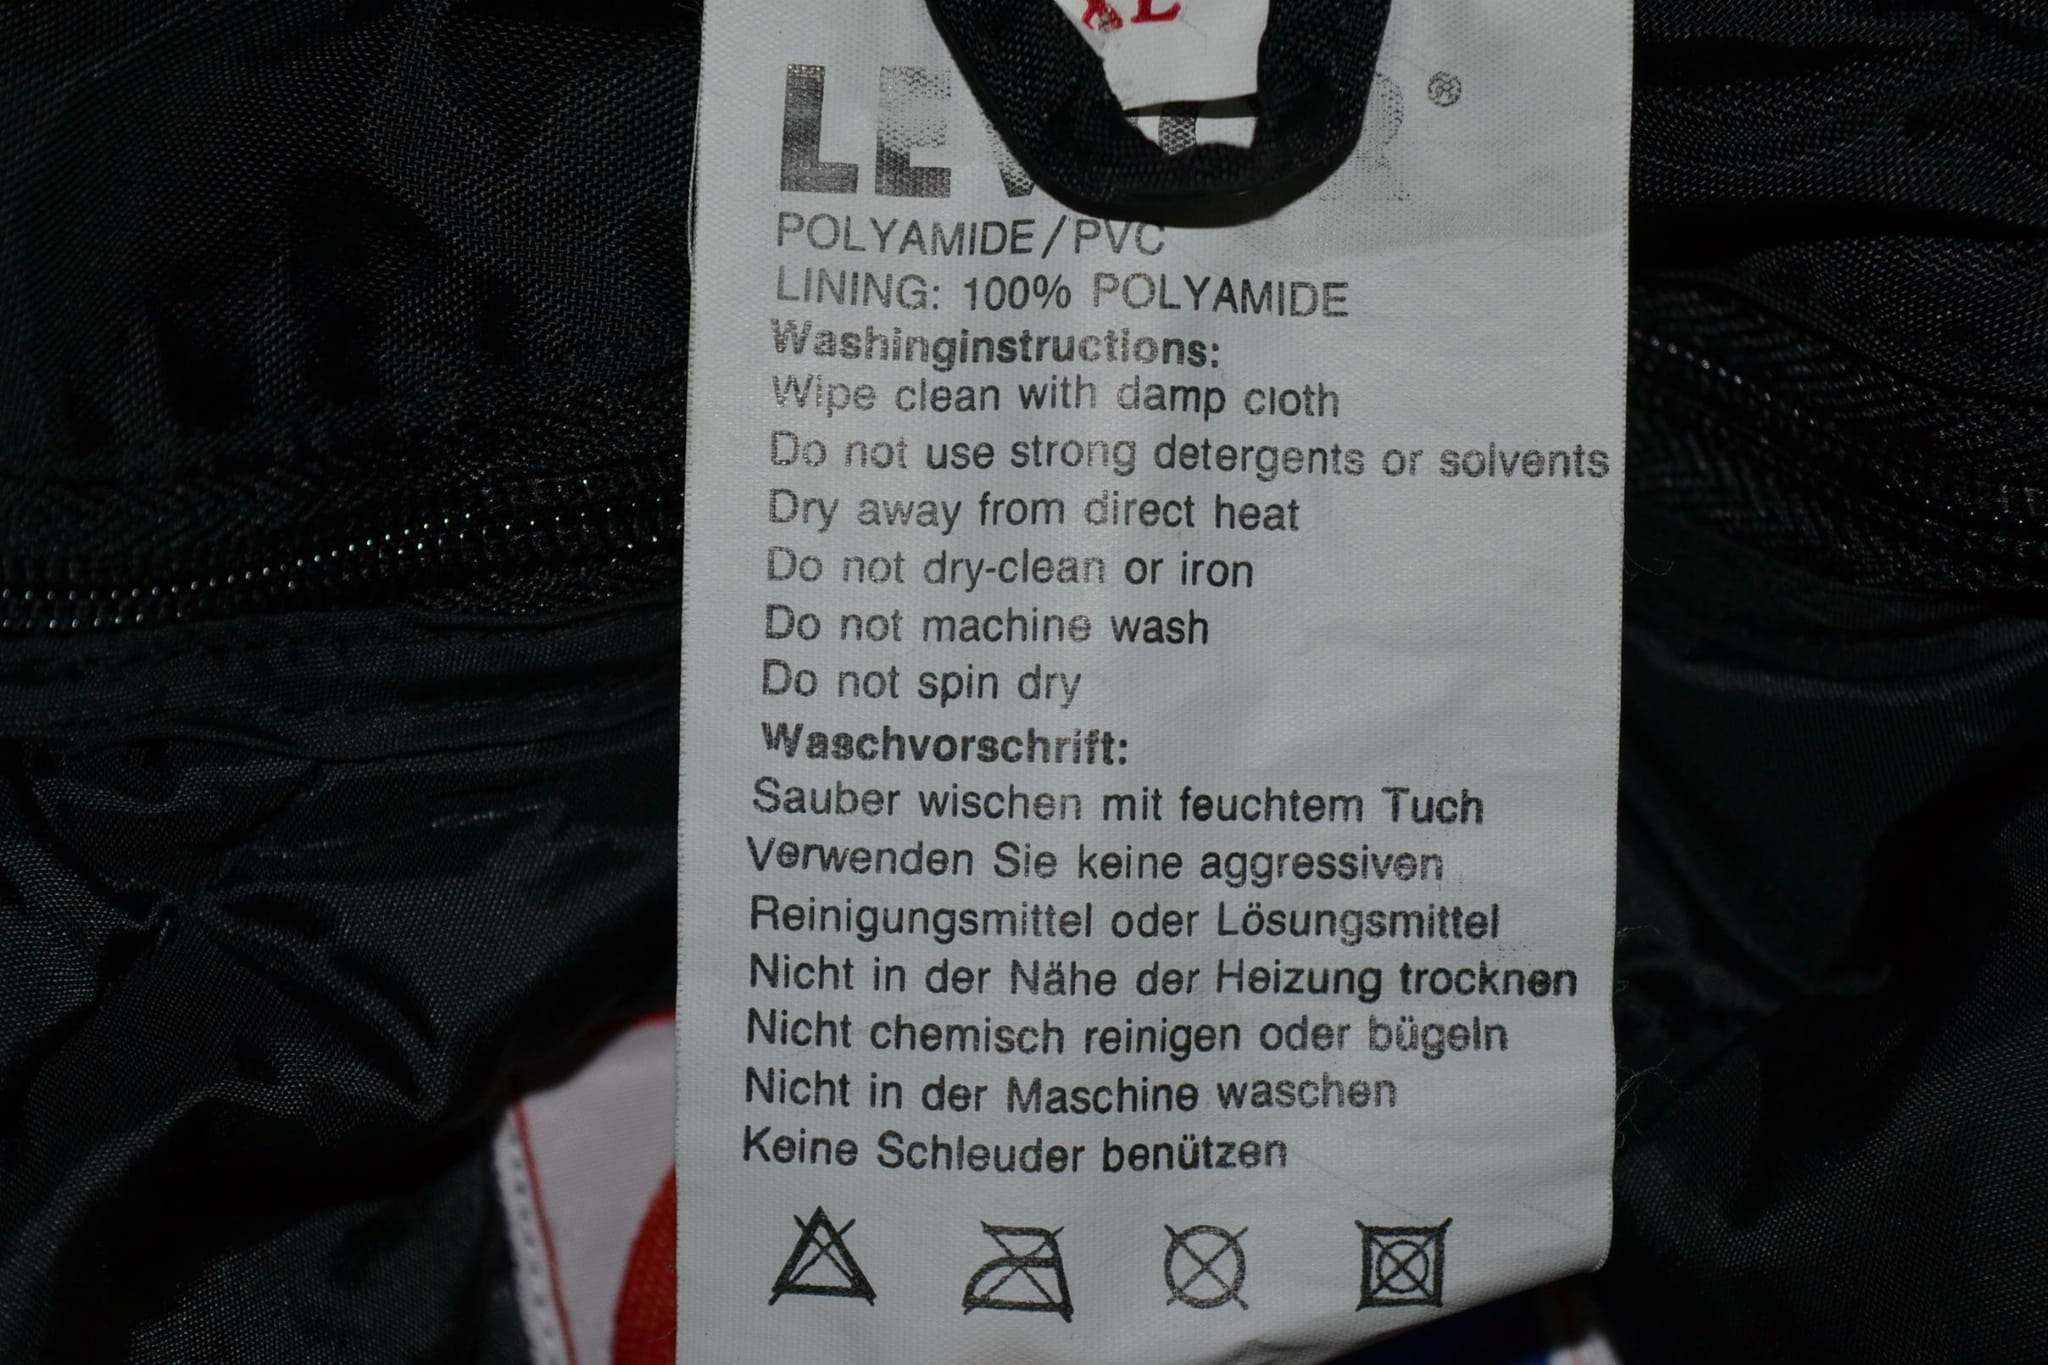 XL
POLYAMIDE/PVC
LINING: 100% POLYAMIDE
Washinginstructions:
Wipe clean with damp cloth
Do not use strong detergents or solvents
Dry away from direct heat
Do not dry-clean or iron
Do not machine wash
Do not spin dry
Waschvorschrift:
Sauber wischen mit feuchtem Tuch
Verwenden Sie keine aggressiven
Reinigungsmittel oder Lösungsmittel
Nicht in der Nähe der Heizung trocknen
Nicht chemisch reinigen oder bügeln
Nicht in der Maschine waschen
Keine Schleuder benützen